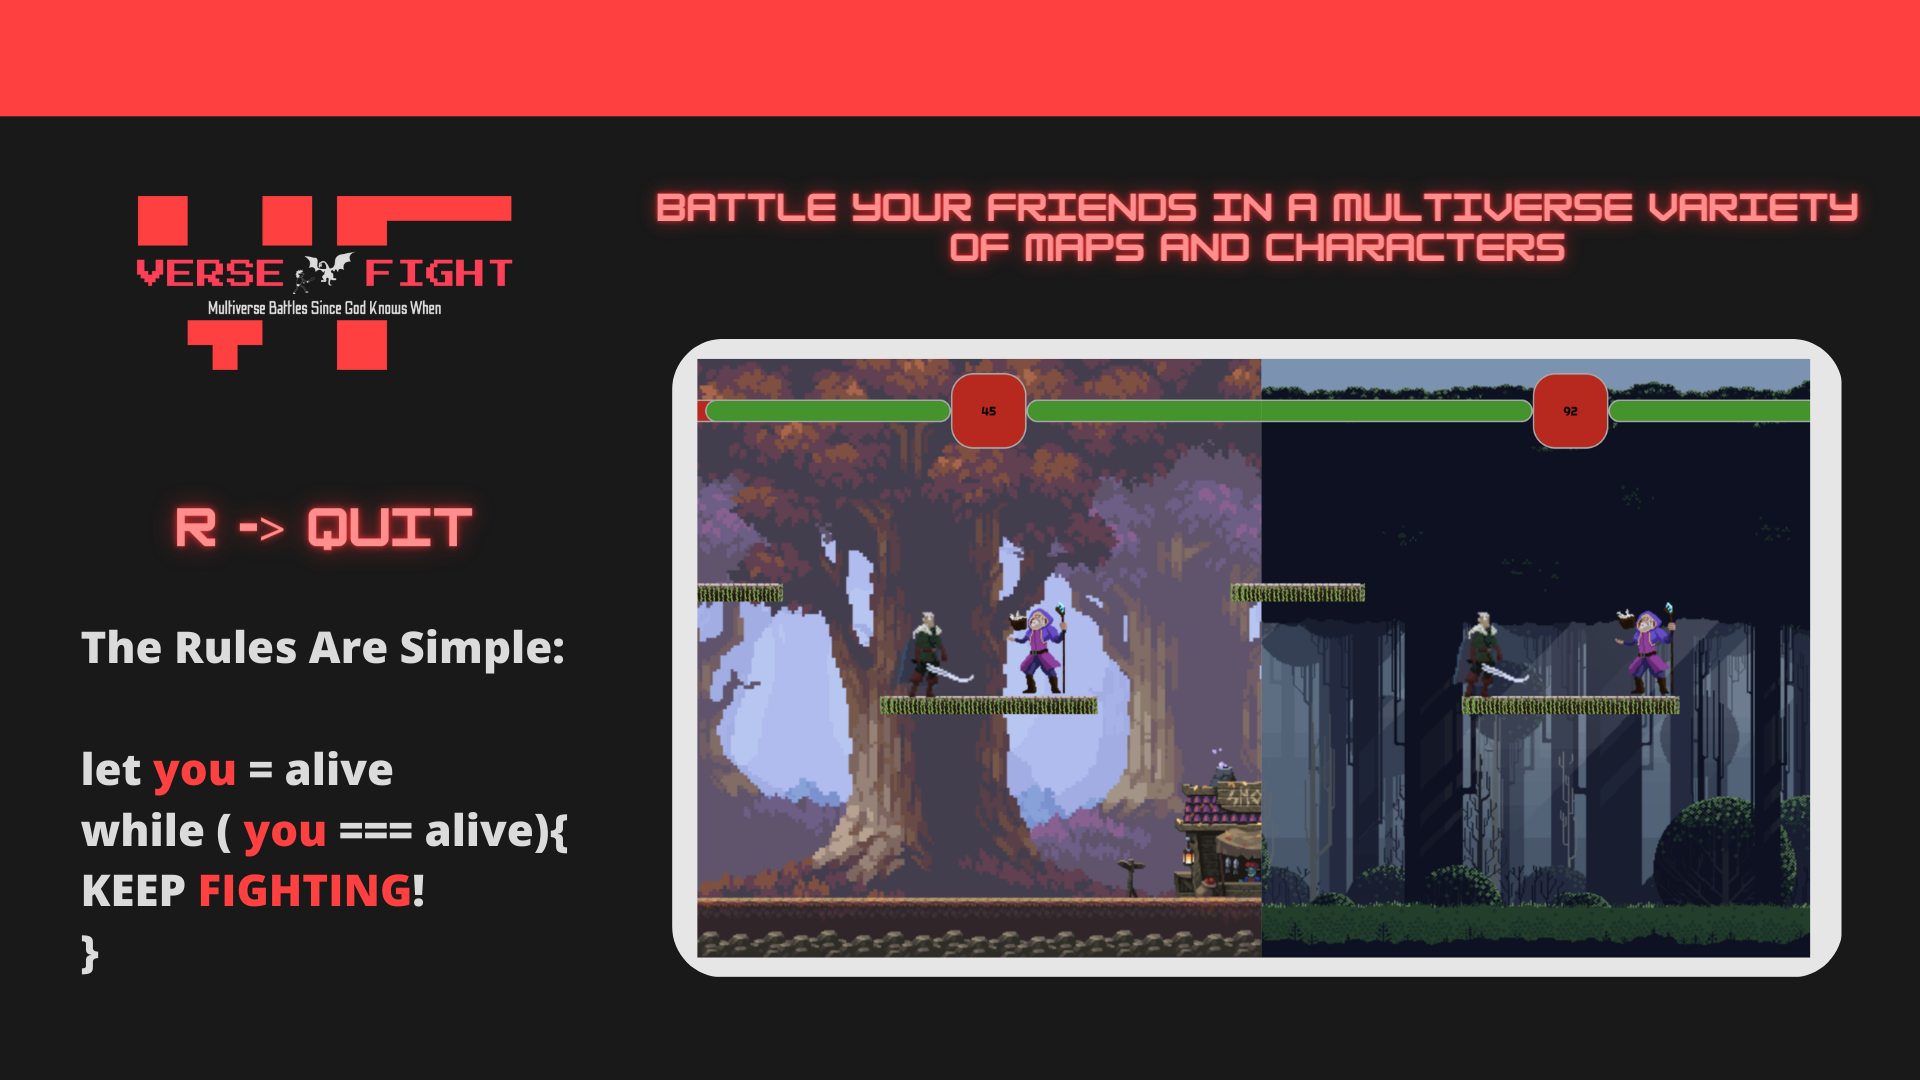 VERSE FIGHT
Multiverse Battles Since God Knows When
BATTLE YOUR FRIENDS IN A MULTIVERSE VARIETY
OF MAPS AND CHARACTERS
R -> QUIT
The Rules Are Simple:
let you = alive
while ( you === alive){
KEEP FIGHTING!
}
45
92